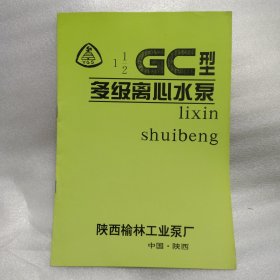 1 1/2 GC型
多级离心水泵
lixin
shuibeng
陕西榆林工业泵厂
中国·陕西